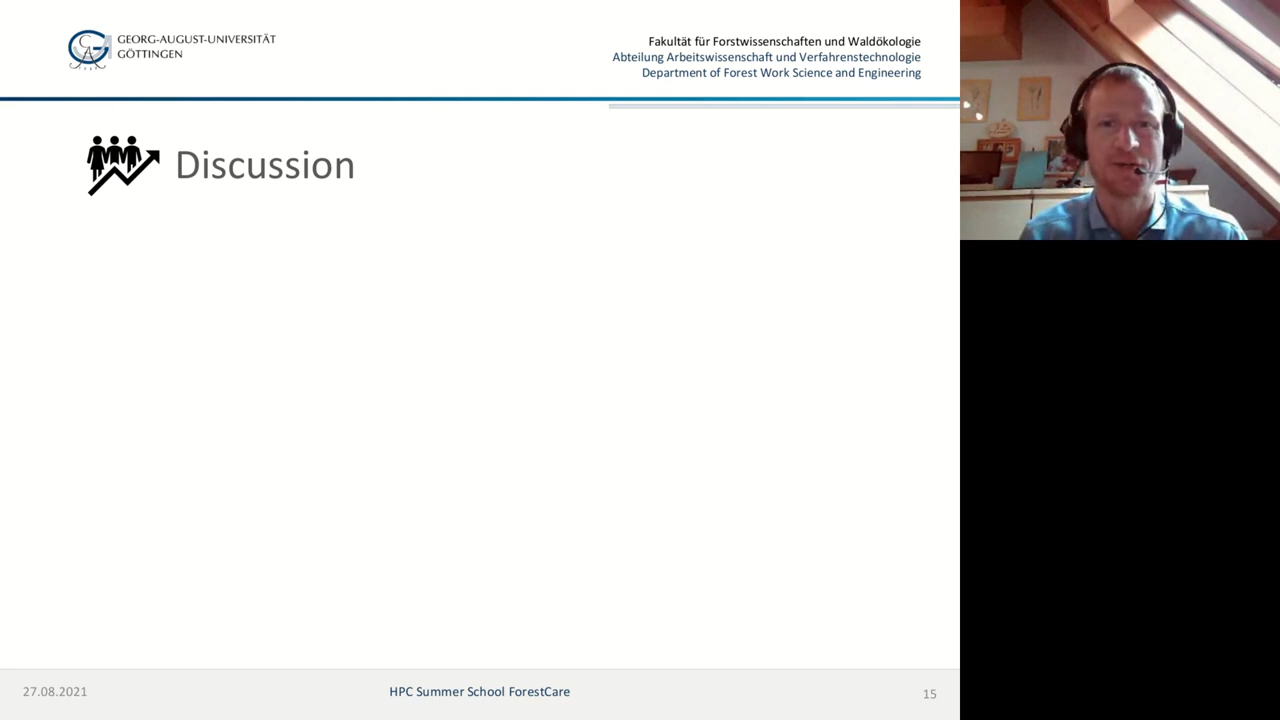 GEORG-AUGUST-UNIVERSITÄT
GÖTTINGEN
Fakultät für Forstwissenschaften und Waldökologie
Abteilung Arbeitswissenschaft und Verfahrenstechnologie
Department of Forest Work Science and Engineering
Discussion
27.08.2021
HPC Summer School ForestCare
15